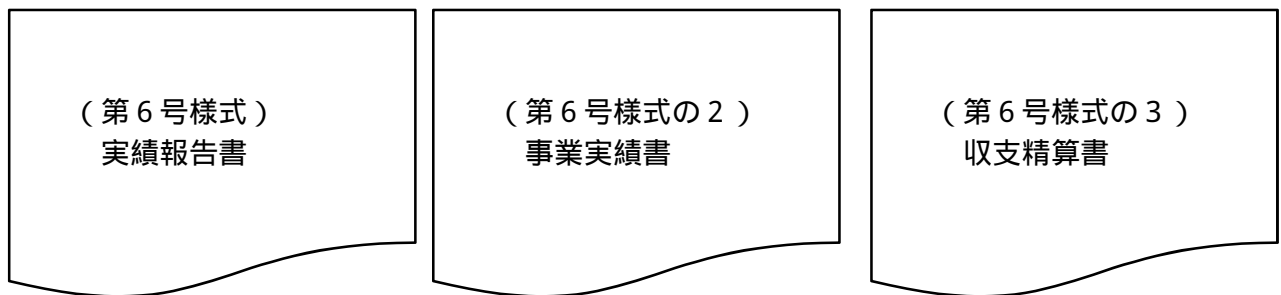 （第６号様式）
実績報告書
（第６号様式の２）
事業実績書
（第６号様式の３）
収支精算書